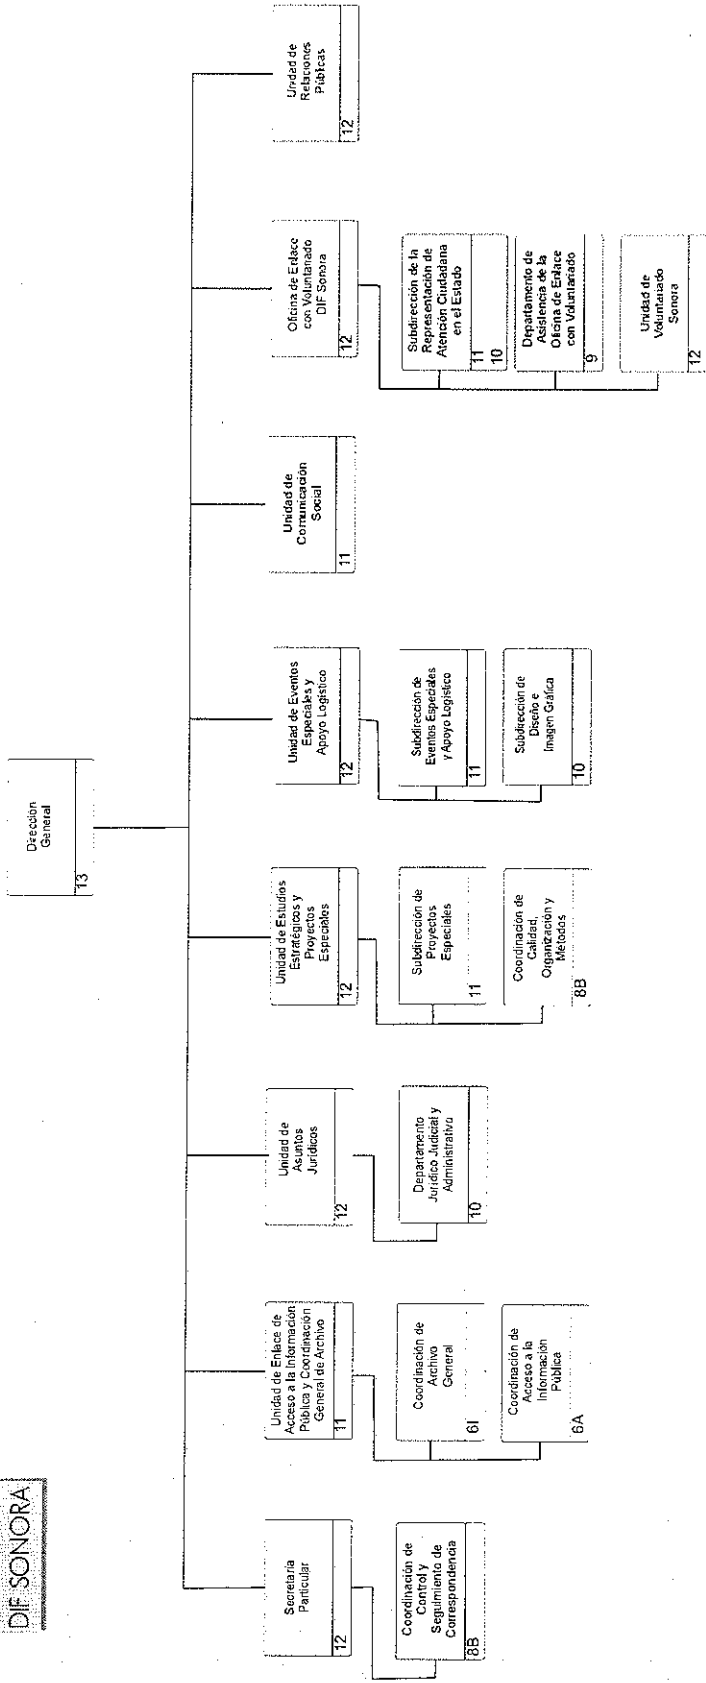 DIF SONORA
Dirección
General
13
Secretaría
Particular
12
Coordinación de
Control y
Seguimiento de
Correspondencia
8B
Unidad de Enlace de
Acceso a la Información
Pública y Coordinación
General de Archivo
11
Coordinación de
Archivo
General
6I
Coordinación de
Acceso a la
Información
Pública
6A
Unidad de
Asuntos
Jurídicos
12
Departamento
Jurídico Judicial y
Administrativo
10
Unidad de Estudios
Estratégicos y
Proyectos
Especiales
12
Subdirección de
Proyectos
Especiales
11
Coordinación de
Calidad,
Organización y
Métodos
8B
Unidad de Eventos
Especiales y
Apoyo Logístico
12
Subdirección de
Eventos Especiales
y Apoyo Logístico
11
Subdirección de
Diseño e
Imagen Gráfica
10
Unidad de
Comunicación
Social
11
Oficina de Enlace
con Voluntariado
DIF Sonora
12
Subdirección de la
Representación de
Atención Ciudadana
en el Estado
11
10
Departamento de
Asistencia de la
Oficina de Enlace
con Voluntariado
9
Unidad de
Voluntariado
Sonora
12
Unidad de
Relaciones
Públicas
12